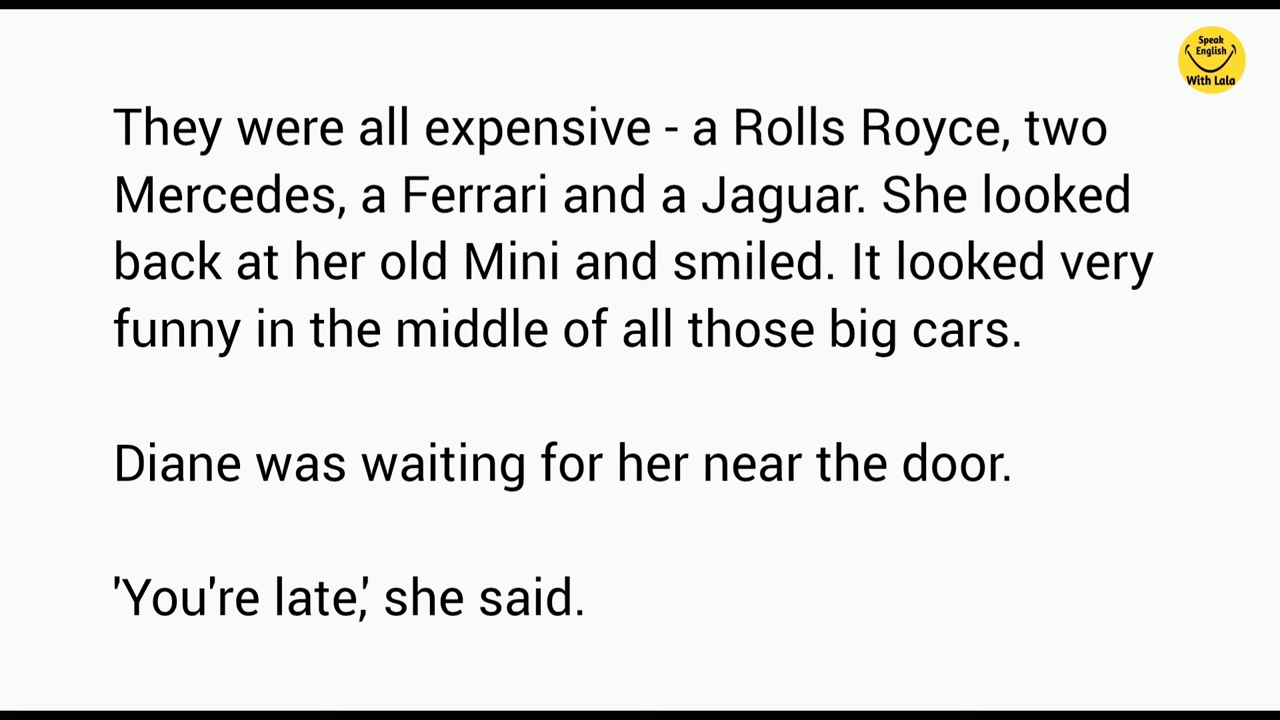 Speak
English
With Lala
They were all expensive - a Rolls Royce, two
Mercedes, a Ferrari and a Jaguar. She looked
back at her old Mini and smiled. It looked very
funny in the middle of all those big cars.
Diane was waiting for her near the door.
'You're late,' she said.